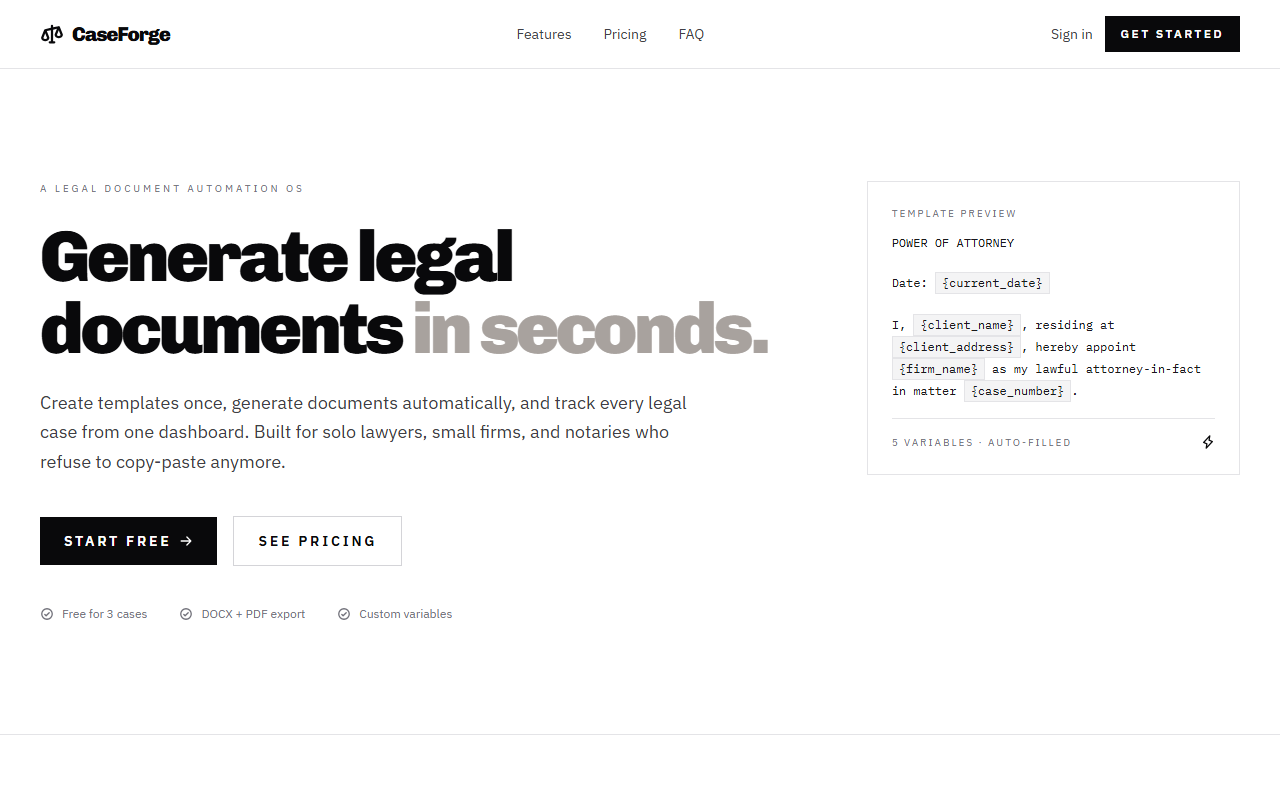 CaseForge
Features
Pricing
FAQ
Sign in
GET STARTED
A LEGAL DOCUMENT AUTOMATION OS
Generate legal
documents in seconds.
Create templates once, generate documents automatically, and track every legal
case from one dashboard. Built for solo lawyers, small firms, and notaries who
refuse to copy-paste anymore.
START FREE →
SEE PRICING
Free for 3 cases
DOCX + PDF export
Custom variables
TEMPLATE PREVIEW
POWER OF ATTORNEY
Date: {current_date}
I, {client_name}, residing at
{client_address}, hereby appoint
{firm_name} as my lawful attorney-in-fact
in matter {case_number}.
5 VARIABLES · AUTO-FILLED